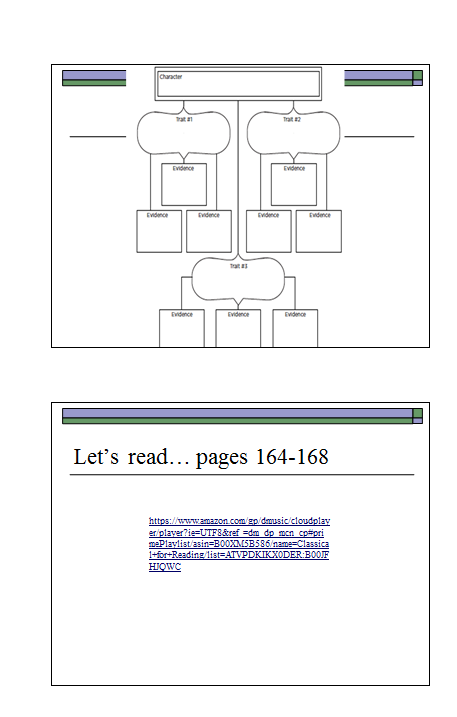 Character
Trait #1
Trait #2
Evidence
Evidence
Evidence
Evidence
Evidence
Evidence
Trait #3
Evidence
Evidence
Evidence
Let's read… pages 164-168
https://www.amazon.com/gp/dmusic/cloudplay
er/player?ie=UTF8&ref_=dm_dp_mcn_cp#pri
mePlaylist/asin=B00XM5B586/name=Classica
l+for+Reading/list=ATVPDKIKX0DER:B00JF
HJQWC